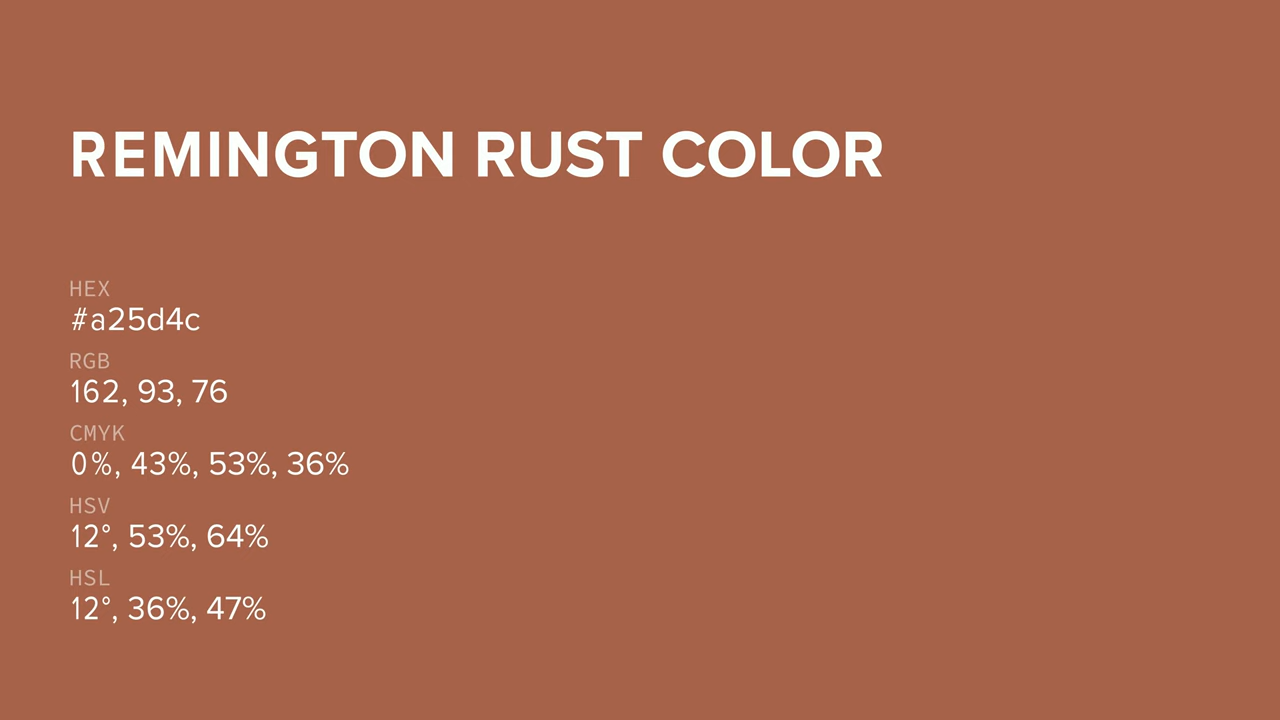 REMINGTON RUST COLOR
HEX
#a25d4c
RGB
162, 93, 76
CMYK
0%, 43%, 53%, 36%
HSV
12°, 53%, 64%
HSL
12°, 36%, 47%